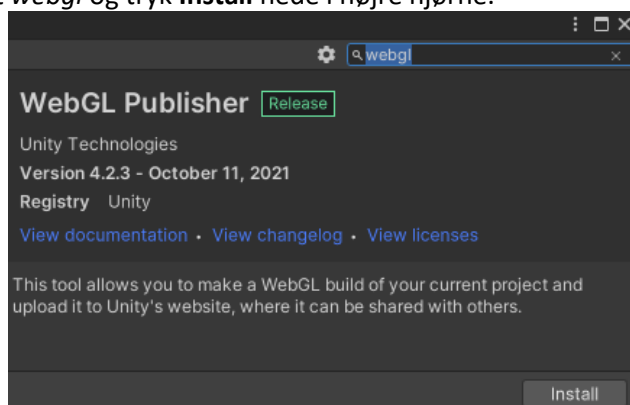 webgl og tryk Install nede i højre hjørne.
webgl
WebGL Publisher Release
Unity Technologies
Version 4.2.3 - October 11, 2021
Registry Unity
View documentation • View changelog • View licenses
This tool allows you to make a WebGL build of your current project and
upload it to Unity's website, where it can be shared with others.
Install